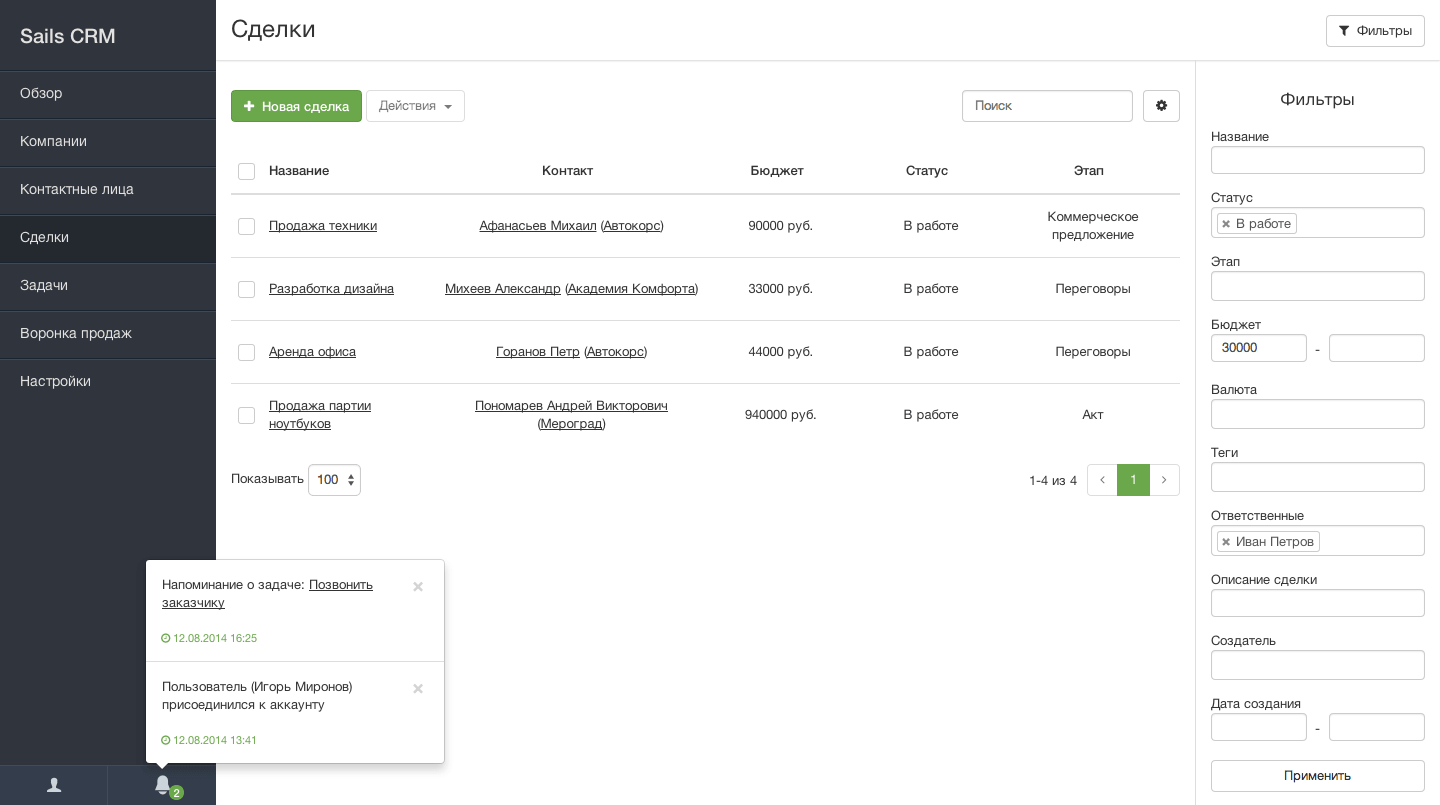 Sails CRM
Обзор
Компании
Контактные лица
Сделки
Задачи
Воронка продаж
Настройки
Сделки
Фильтры
Новая сделка
Действия
Поиск
Название Контакт Бюджет Статус Этап
Продажа техники Афанасьев Михаил (Автокорс) 90000 руб. В работе Коммерческое
предложение
Разработка дизайна Михеев Александр (Академия Комфорта) 33000 руб. В работе Переговоры
Аренда офиса Горанов Петр (Автокорс) 44000 руб. В работе Переговоры
Продажа партии Пономарев Андрей Викторович 940000 руб. В работе Акт
ноутбуков (Мероград)
Показывать 100
1-4 из 4 1
Фильтры
Название
Статус
В работе
Этап
Бюджет
30000 -
Валюта
Теги
Ответственные
Иван Петров
Описание сделки
Создатель
Дата создания
-
Применить
Напоминание о задаче: Позвонить
заказчику
12.08.2014 16:25
Пользователь (Игорь Миронов)
присоединился к аккаунту
12.08.2014 13:41
2